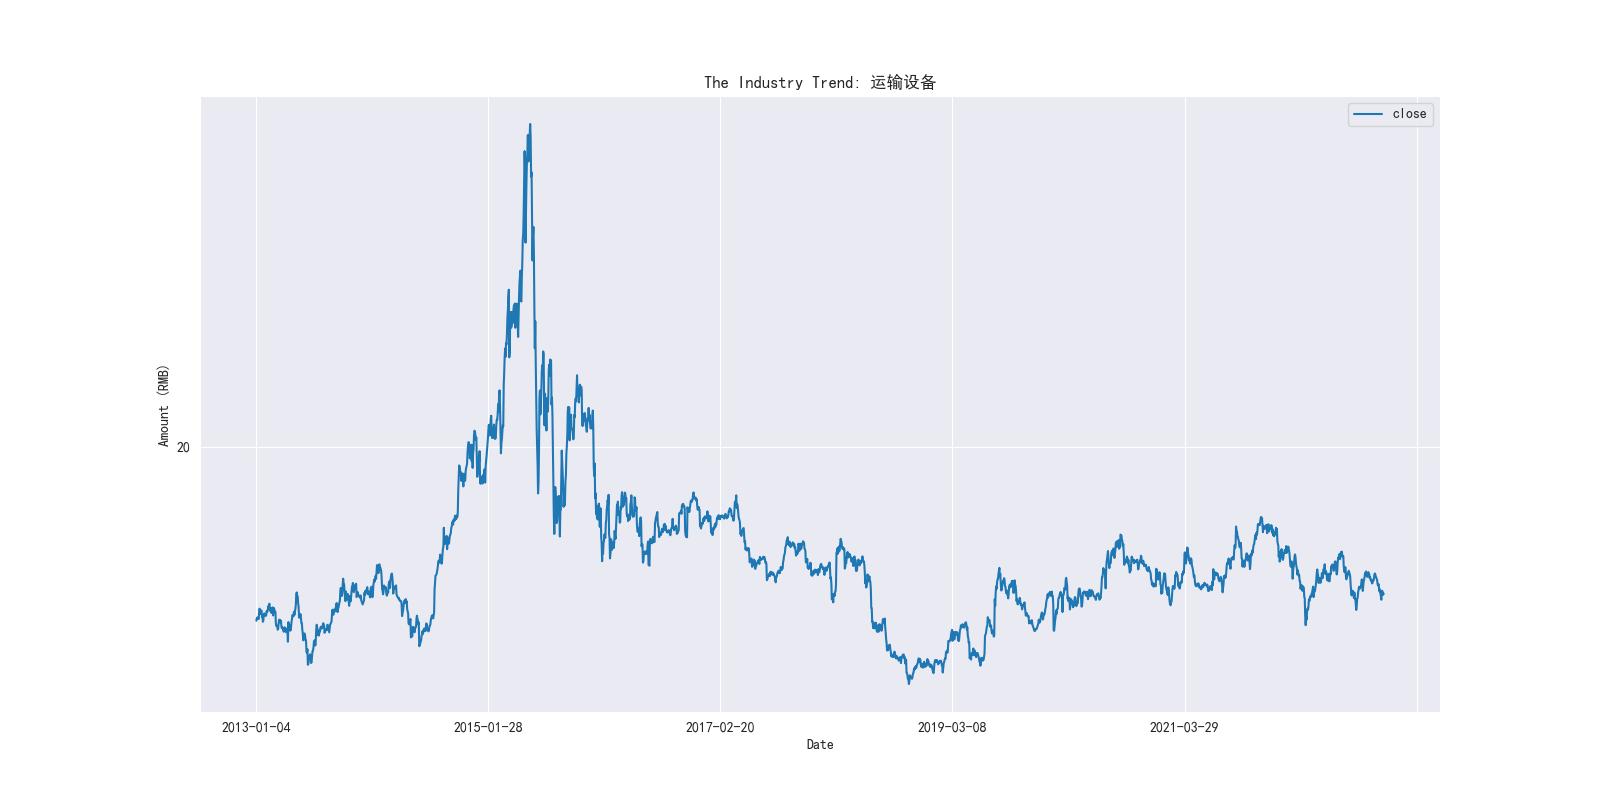 The Industry Trend: 运输设备
close
Amount (RMB)
20
2013-01-04 2015-01-28 2017-02-20 2019-03-08 2021-03-29
Date